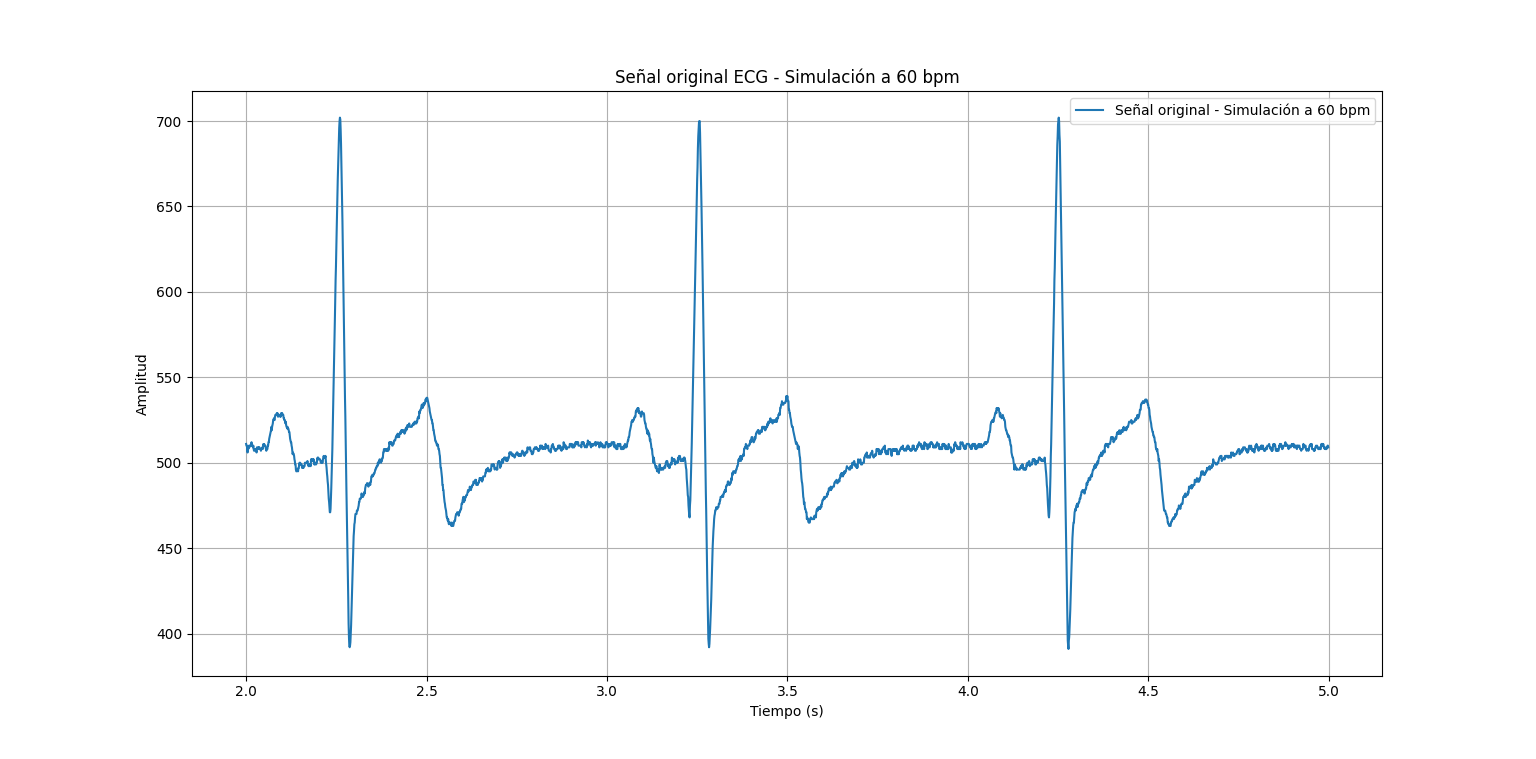 Señal original ECG - Simulación a 60 bpm
Señal original - Simulación a 60 bpm
700
650
600
550
500
450
400
Amplitud
2.0 2.5 3.0 3.5 4.0 4.5 5.0
Tiempo (s)